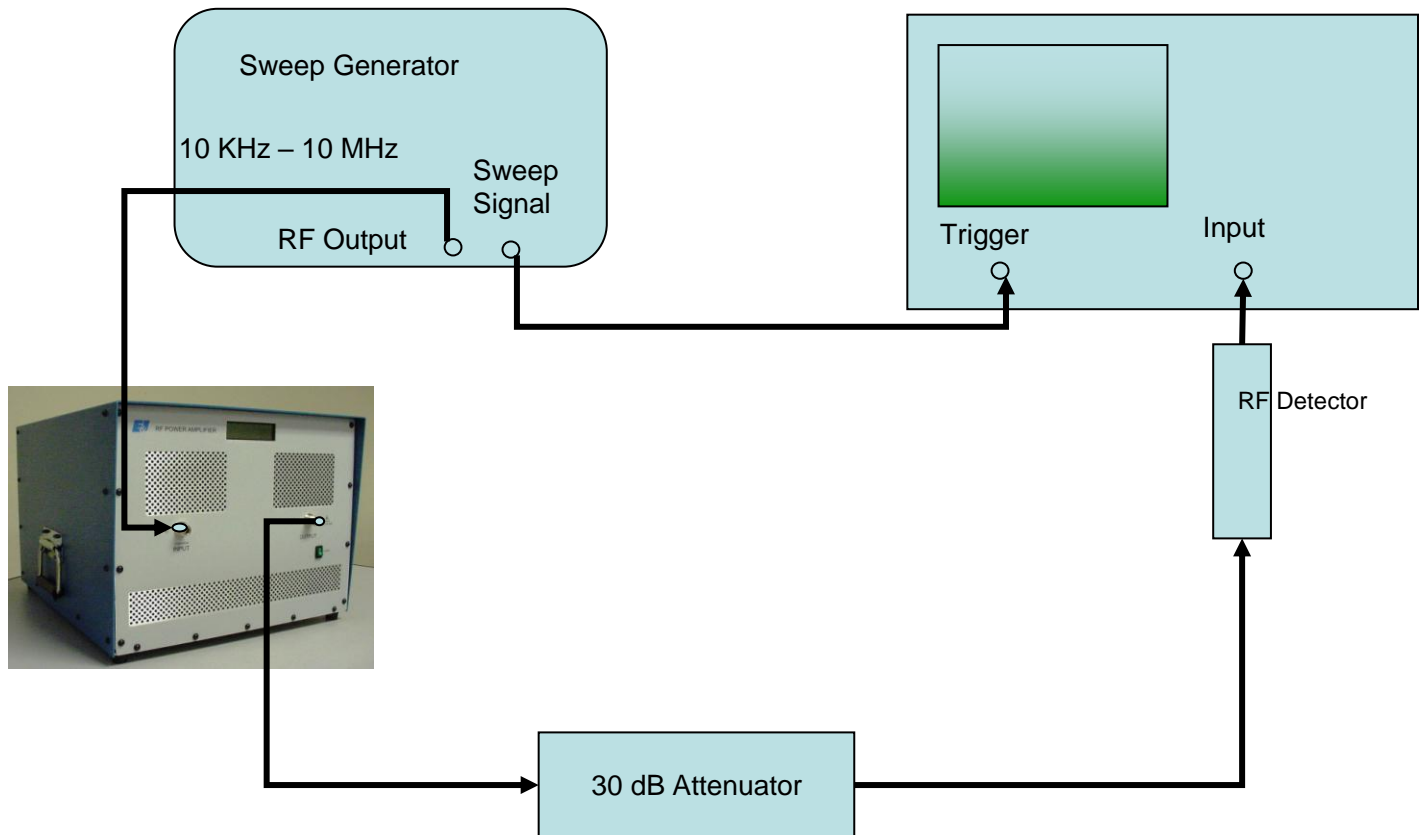 Sweep Generator
10 KHz – 10 MHz
Sweep
Signal
RF Output
Trigger
Input
RF Detector
RF POWER AMPLIFIER
INPUT
OUTPUT
30 dB Attenuator